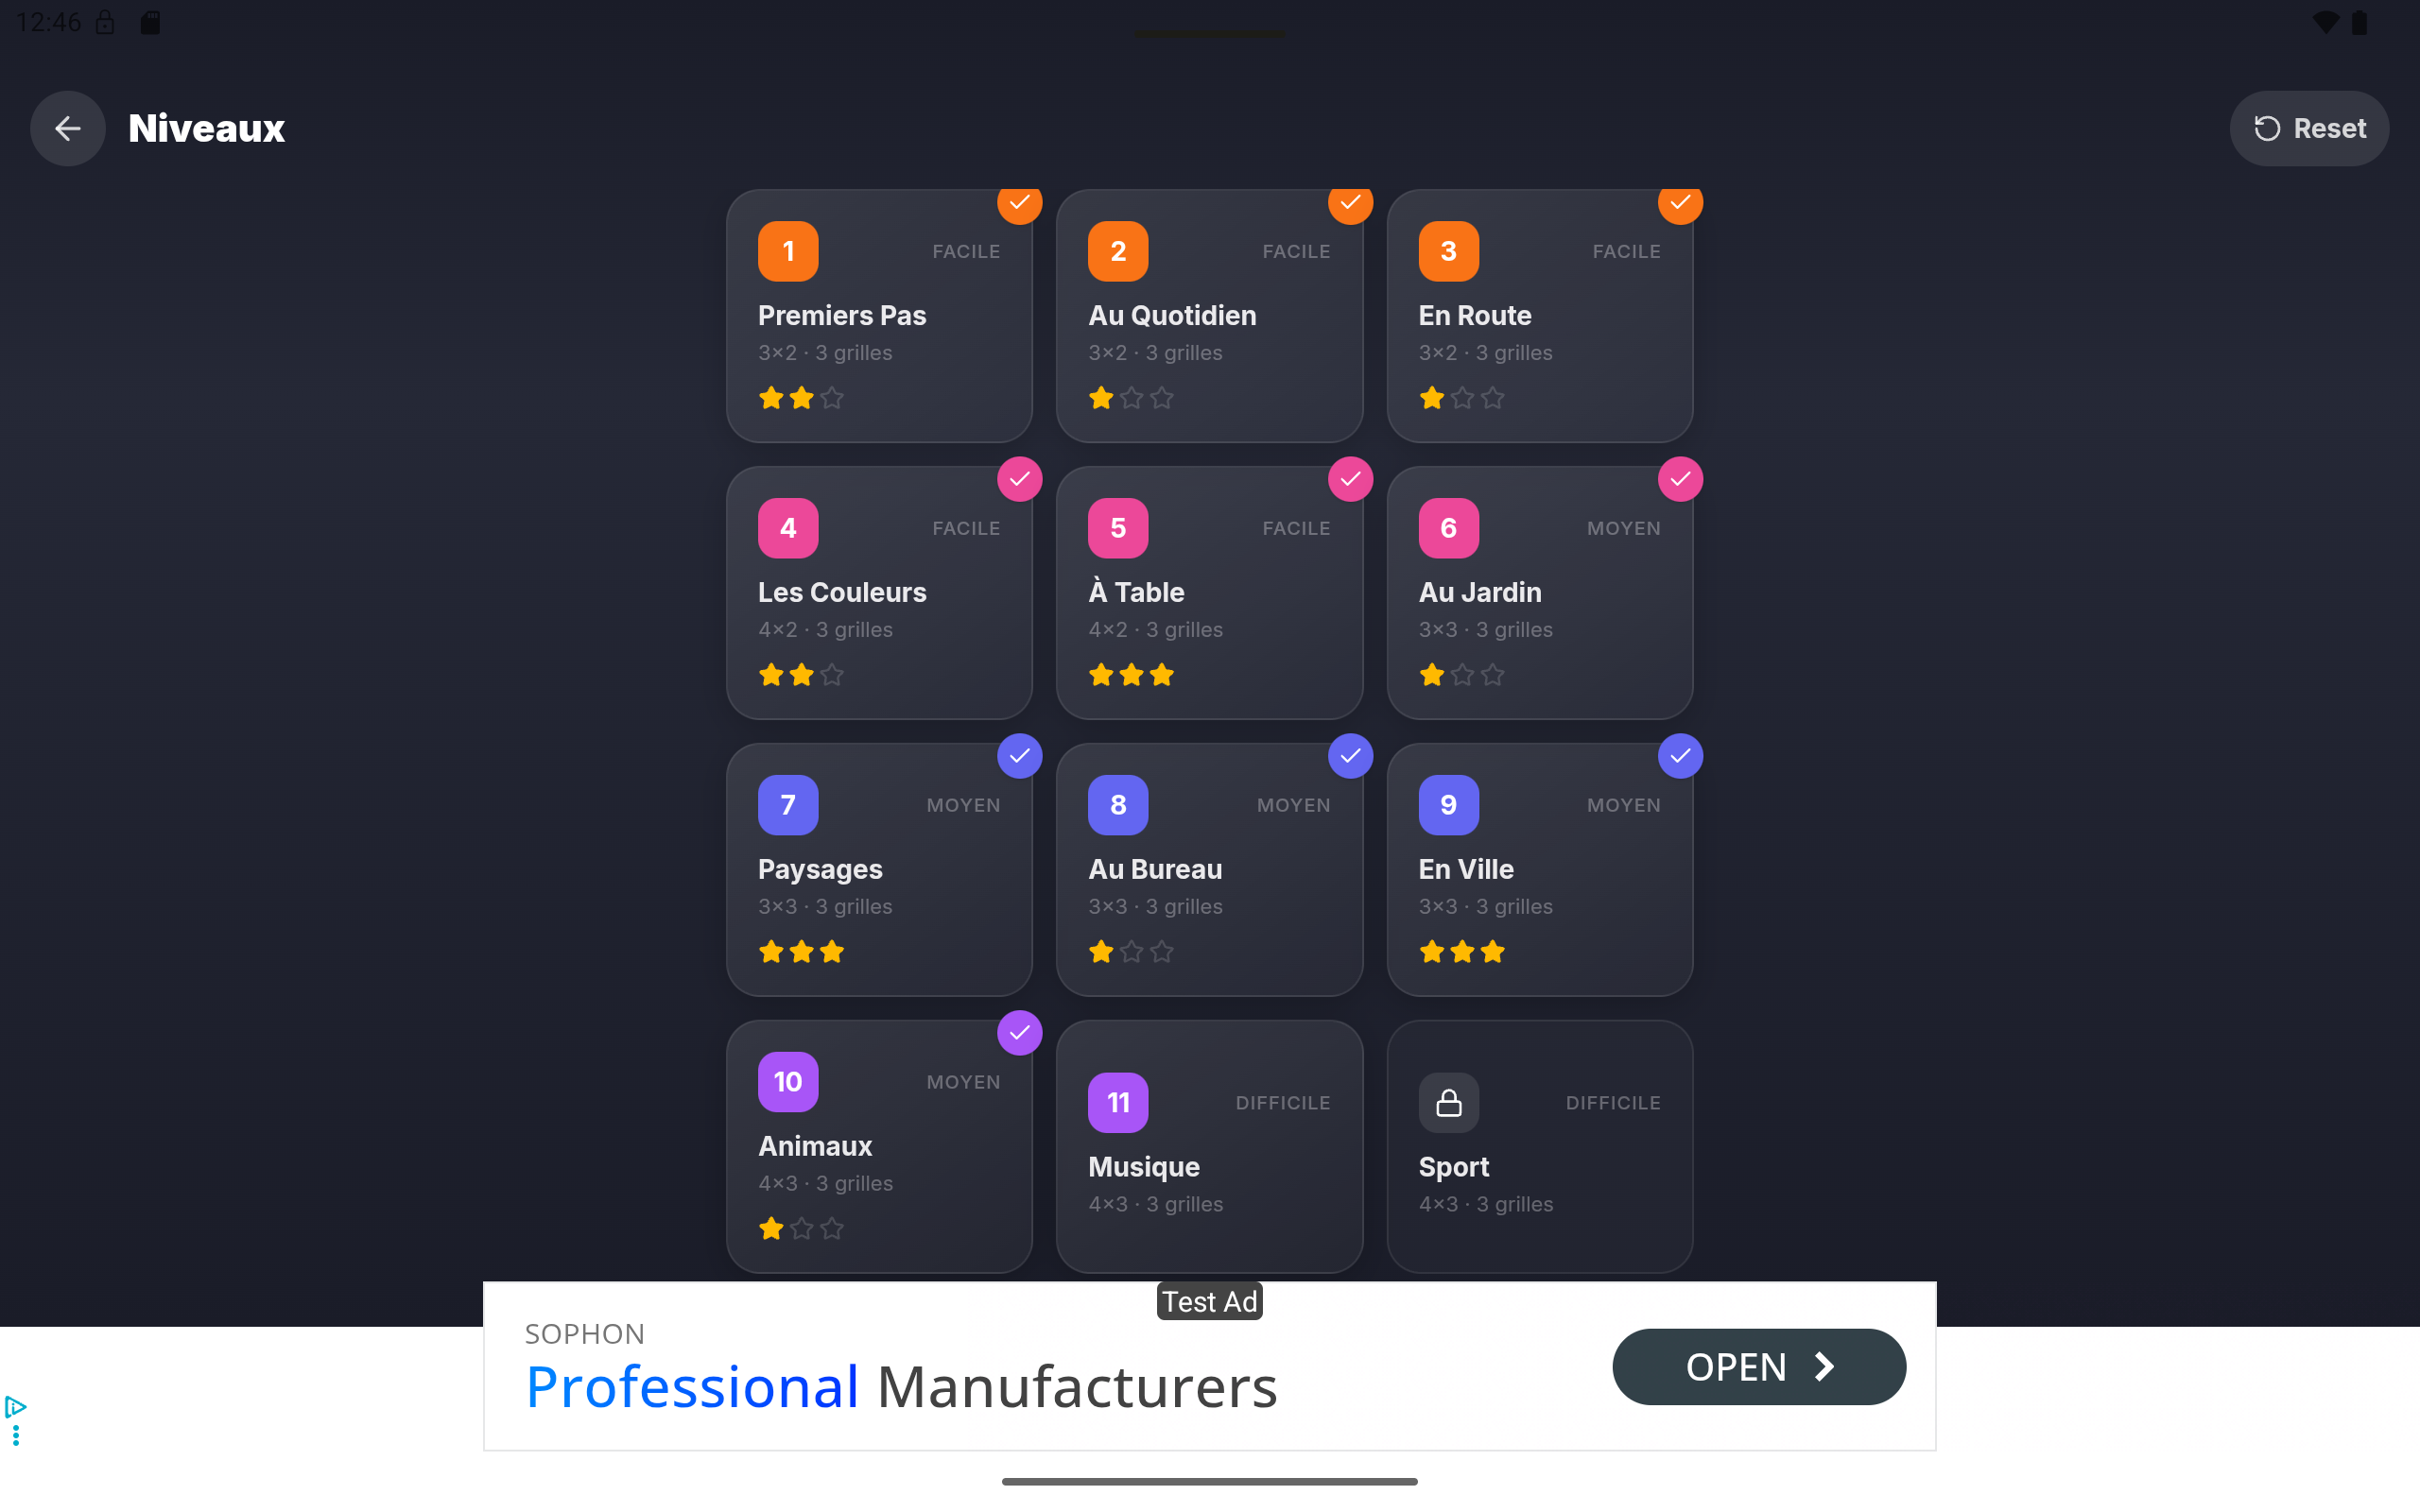 12:46
Niveaux
Reset
1 FACILE
Premiers Pas
3×2 · 3 grilles
2 FACILE
Au Quotidien
3×2 · 3 grilles
3 FACILE
En Route
3×2 · 3 grilles
4 FACILE
Les Couleurs
4×2 · 3 grilles
5 FACILE
À Table
4×2 · 3 grilles
6 MOYEN
Au Jardin
3×3 · 3 grilles
7 MOYEN
Paysages
3×3 · 3 grilles
8 MOYEN
Au Bureau
3×3 · 3 grilles
9 MOYEN
En Ville
3×3 · 3 grilles
10 MOYEN
Animaux
4×3 · 3 grilles
11 DIFFICILE
Musique
4×3 · 3 grilles
DIFFICILE
Sport
4×3 · 3 grilles
Test Ad
SOPHON
Professional Manufacturers
OPEN